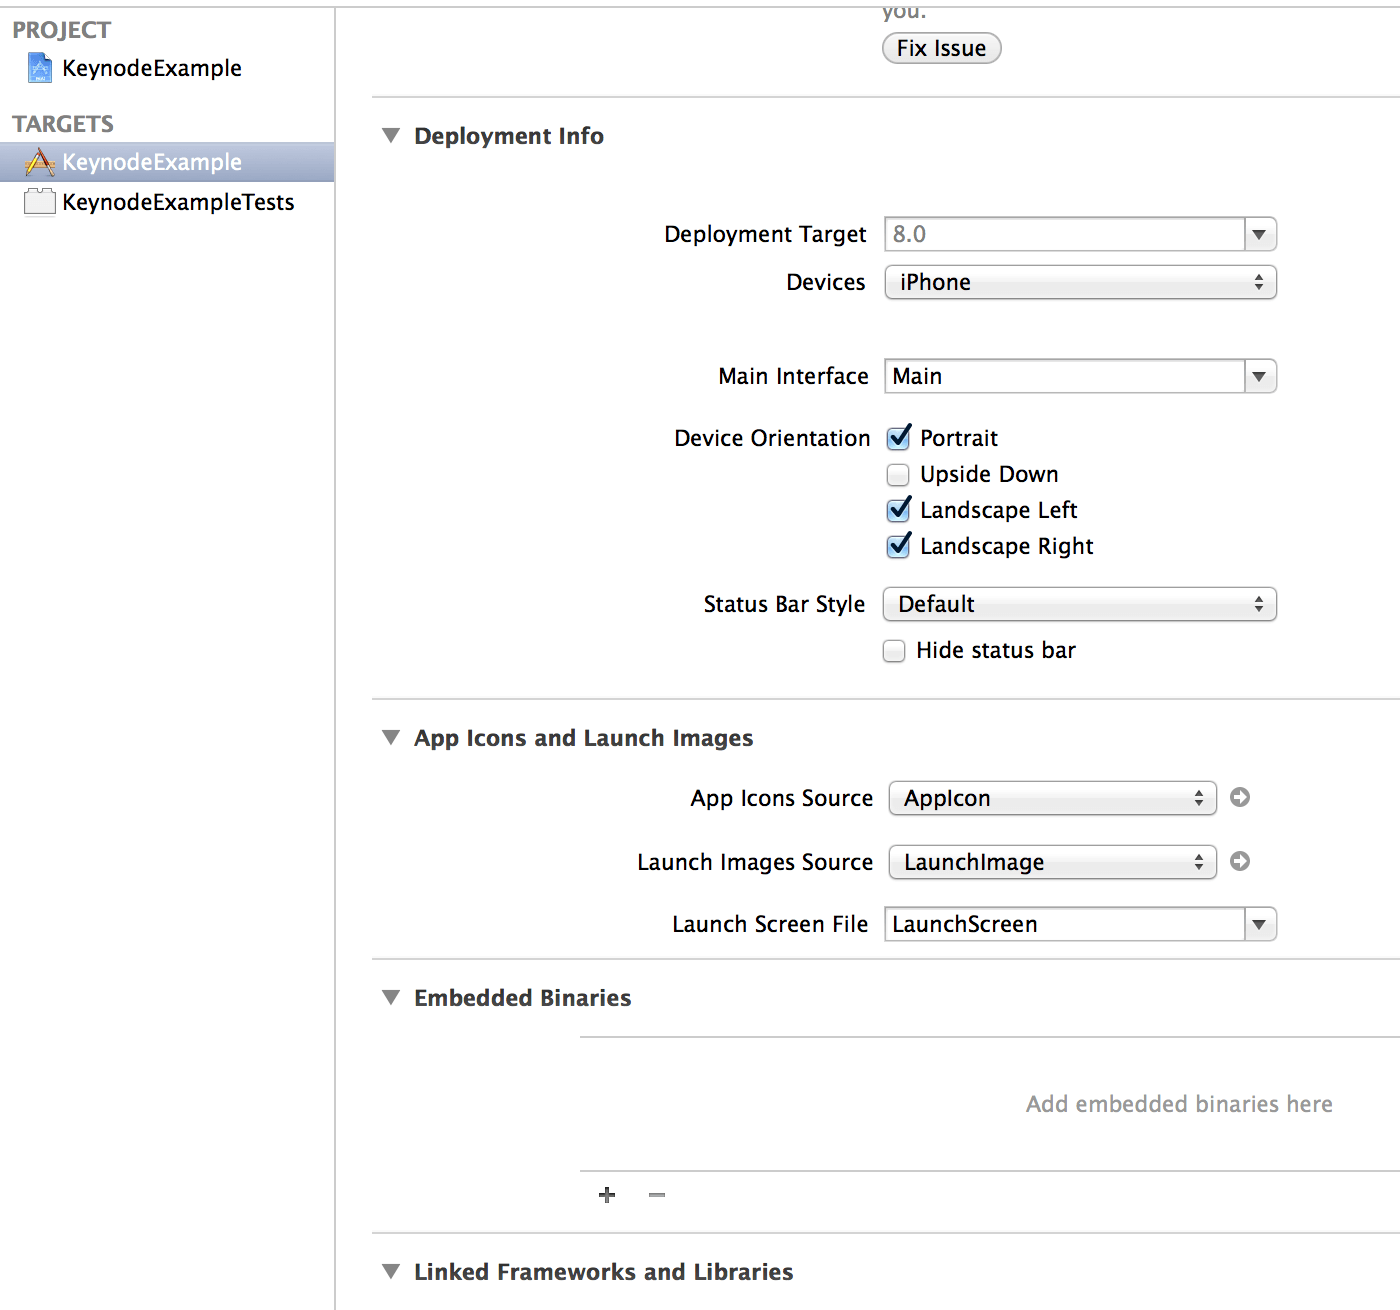 PROJECT
KeynodeExample
TARGETS
KeynodeExample
KeynodeExampleTests
you.
Fix Issue
Deployment Info
Deployment Target 8.0
Devices iPhone
Main Interface Main
Device Orientation Portrait
Upside Down
Landscape Left
Landscape Right
Status Bar Style Default
Hide status bar
App Icons and Launch Images
App Icons Source AppIcon
Launch Images Source LaunchImage
Launch Screen File LaunchScreen
Embedded Binaries
Add embedded binaries here
Linked Frameworks and Libraries